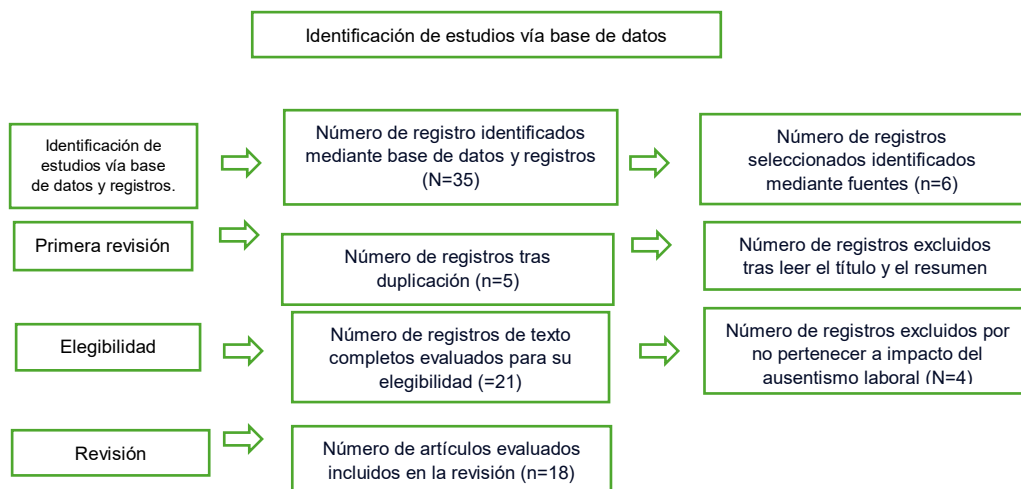 Identificación de estudios vía base de datos
Identificación de
estudios vía base
de datos y registros.
Número de registro identificados
mediante base de datos y registros
(N=35)
Número de registros
seleccionados identificados
mediante fuentes (n=6)
Primera revisión
Número de registros tras
duplicación (n=5)
Número de registros excluidos
tras leer el título y el resumen
Elegibilidad
Número de registros de texto
completos evaluados para su
elegibilidad (=21)
Número de registros excluidos por
no pertenecer a impacto del
ausentismo laboral (N=4)
Revisión
Número de artículos evaluados
incluidos en la revisión (n=18)